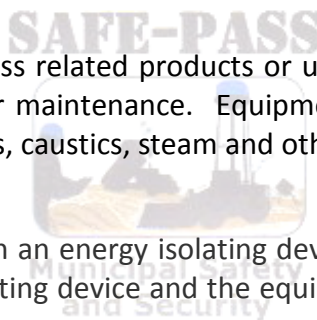 SAFE-PASS
ss related products or u
r maintenance. Equipme
s, caustics, steam and oth
n an energy isolating dev
Municipal Safety
ting device and the equi
and Security